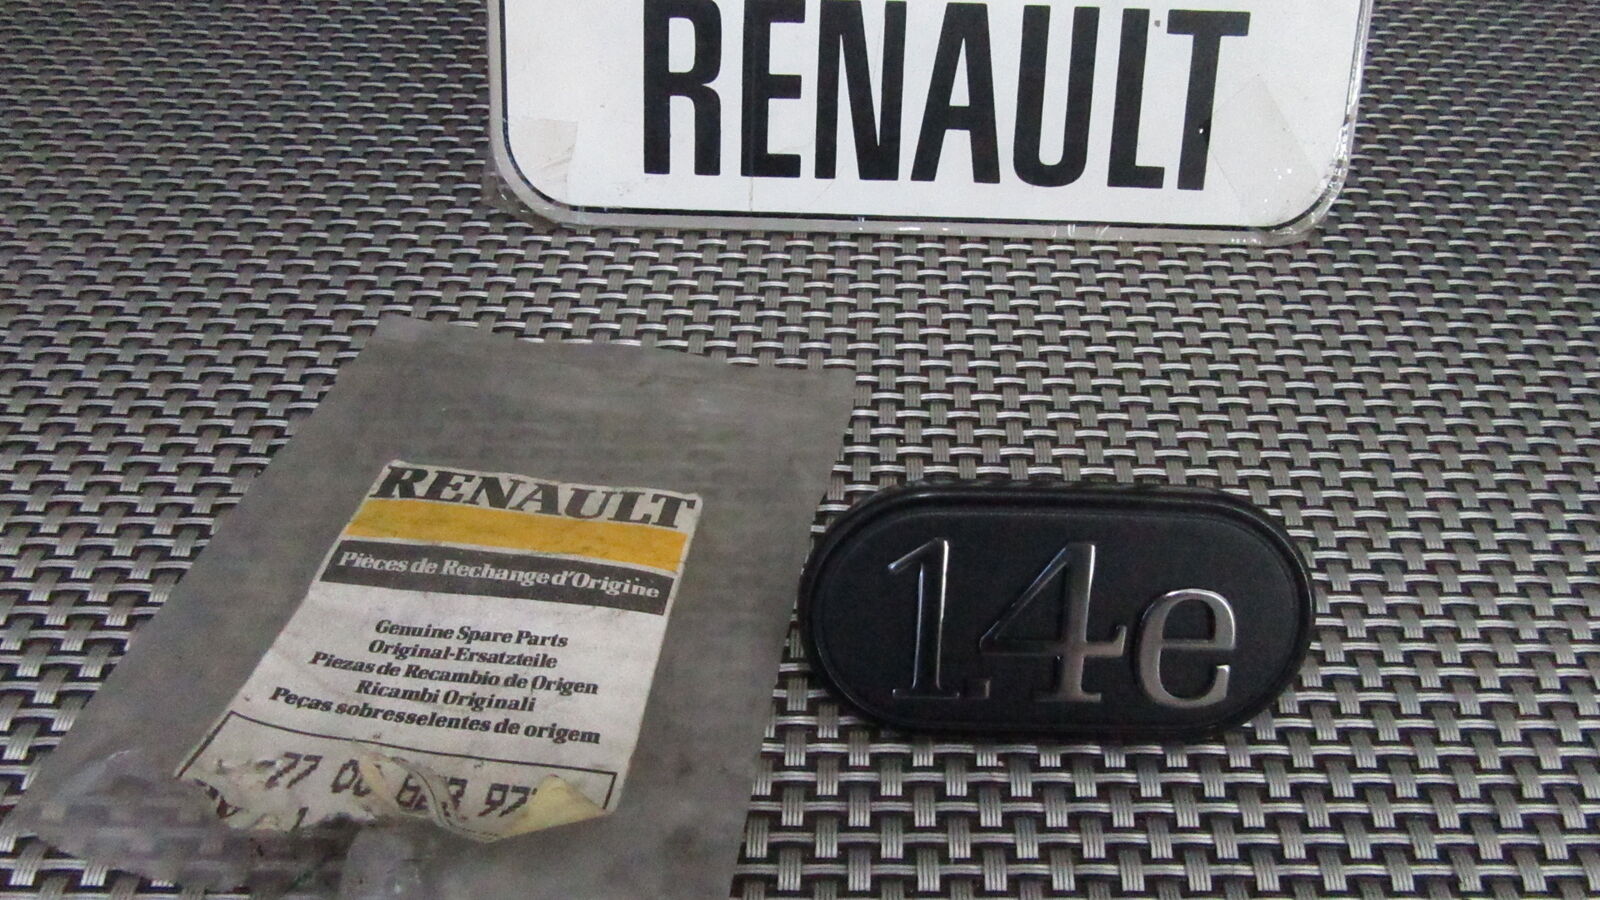 RENAULT
RENAULT
Pièces de Rechange d'Origine
Genuine Spare Parts
Original-Ersatzteile
Piezas de Recambio de Origen
Ricambi Originali
Peças sobresselentes de origem
77
1.4e